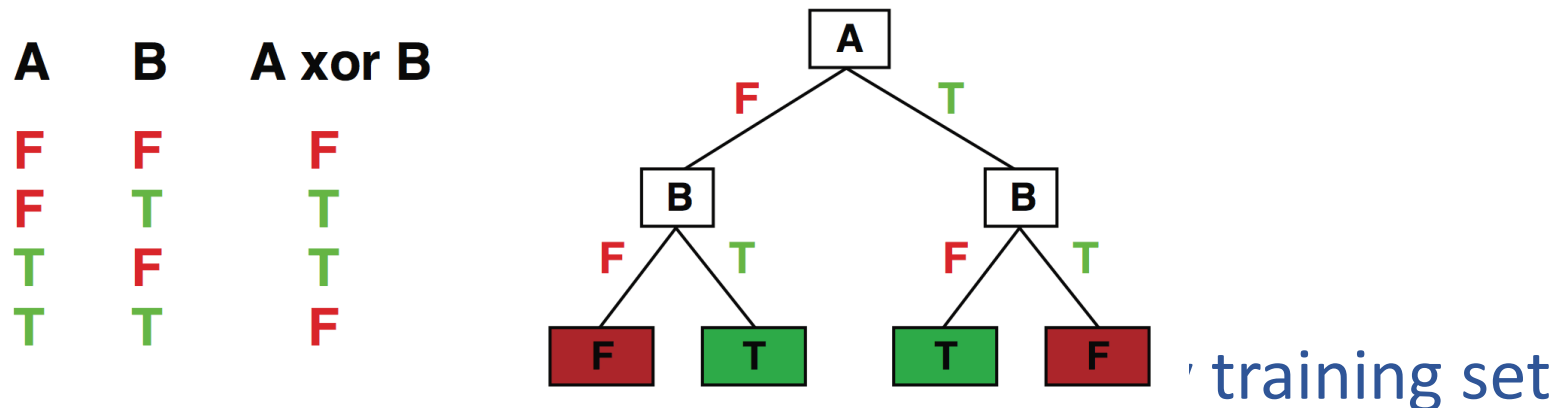 A B A xor B
F F F
F T T
T F T
T T F
A
F T
B B
F T F T
F T T F
training set